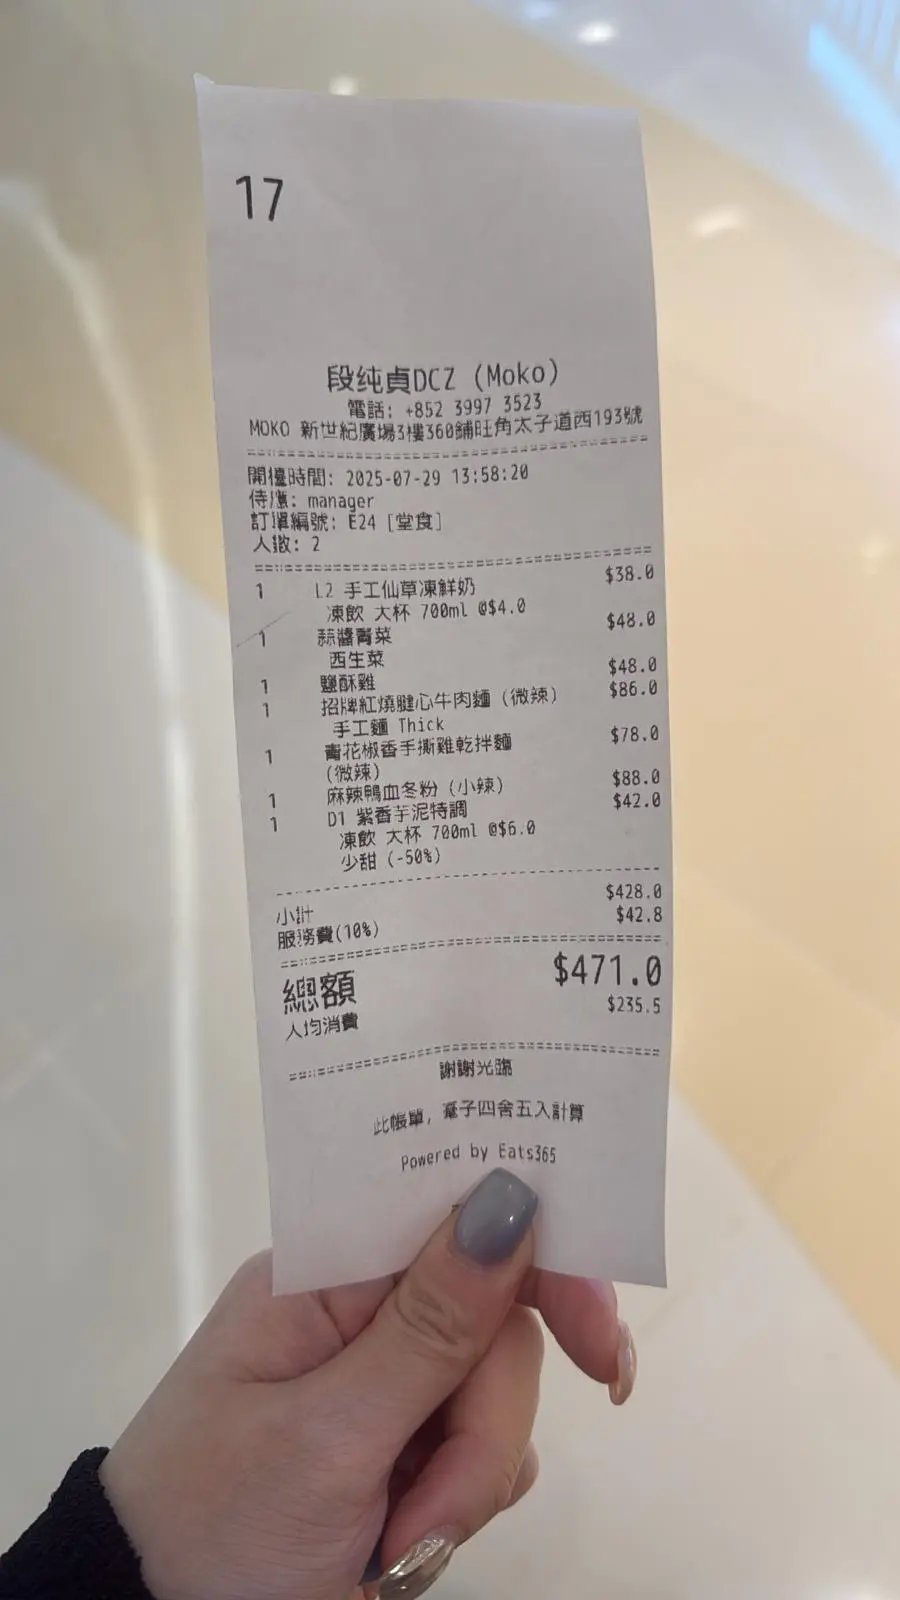 17
段纯貞DCZ (Moko)
電話: +852 3997 3523
MOKO 新世紀廣場3樓360鋪旺角太子道西193號
開檯時間: 2025-07-29 13:58:20
侍應: manager
訂單編號: E24 [堂食]
人數: 2
1 L2 手工仙草凍鮮奶 $38.0
凍飲 大杯 700ml @$4.0
1 蒜醬青菜 $48.0
西生菜
1 鹽酥雞 $48.0
1 招牌紅燒腱心牛肉麵 (微辣) $86.0
手工麵 Thick
1 青花椒香手撕雞乾拌麵 $78.0
(微辣)
1 麻辣鴨血冬粉 (小辣) $88.0
1 D1 紫香芋泥特調 $42.0
凍飲 大杯 700ml @$6.0
少甜 (-50%)
小計 $428.0
服務費(10%) $42.8
總額 $471.0
人均消費 $235.5
謝謝光臨
此帳單, 毫子四舍五入計算
Powered by Eats365